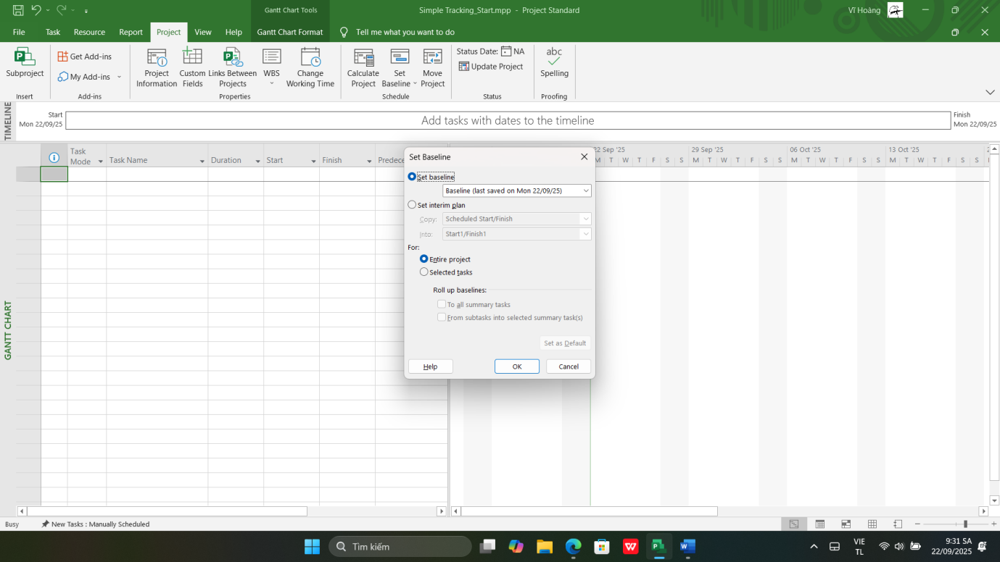 Gantt Chart Tools
Simple Tracking_Start.mpp - Project Standard
Vĩ Hoàng
File Task Resource Report Project View Help Gantt Chart Format Tell me what you want to do
Subproject
Insert
Get Add-ins
My Add-ins
Add-ins
Project Information
Custom Fields
Links Between Projects
WBS
Change Working Time
Properties
Calculate Project
Set Baseline
Move Project
Schedule
Status Date: NA
Update Project
Status
abc
Spelling
Proofing
TIMELINE
Start
Mon 22/09/25
Add tasks with dates to the timeline
Finish
Mon 22/09/25
Task Mode
Task Name
Duration
Start
Finish
Predece
22 Sep '25 29 Sep '25 06 Oct '25 13 Oct '25 2
M T W T F S S M T W T F S S M T W T F S S M T W T F S S
GANTT CHART
Set Baseline
Set baseline
Baseline (last saved on Mon 22/09/25)
Set interim plan
Copy: Scheduled Start/Finish
Into: Start1/Finish1
For:
Entire project
Selected tasks
Roll up baselines:
To all summary tasks
From subtasks into selected summary task(s)
Set as Default
Help OK Cancel
Busy New Tasks : Manually Scheduled
Tìm kiếm
VIE
TL
9:31 SA
22/09/2025